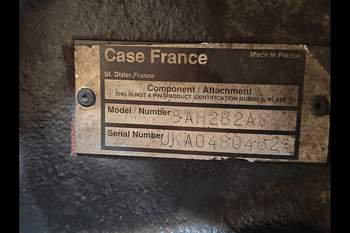 Case France
Made in France
St. Dizier, France
Component / Attachment
THIS IS NOT A PIN PRODUCT IDENTIFICATION NUMBER PLATE
Model / Number
Serial Number JKA0480462